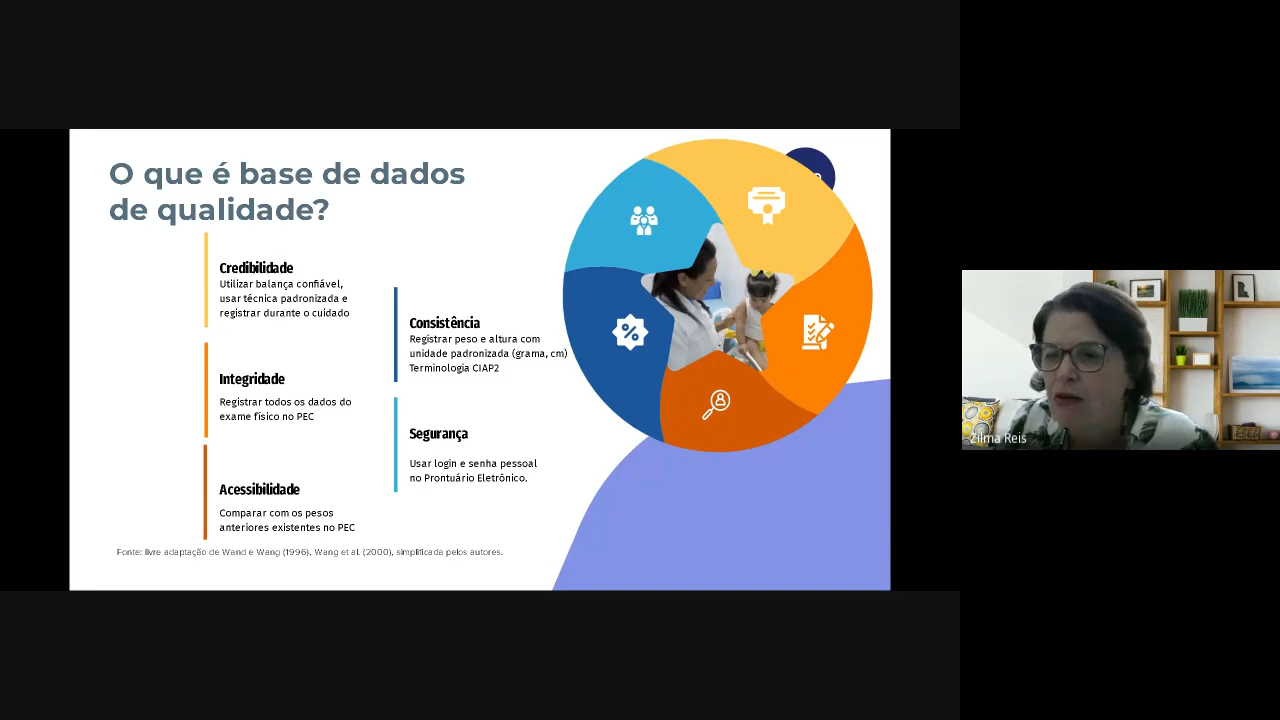 O que é base de dados
de qualidade?
Credibilidade
Utilizar balança confiável,
usar técnica padronizada e
registrar durante o cuidado
Integridade
Registrar todos os dados do
exame físico no PEC
Acessibilidade
Comparar com os pesos
anteriores existentes no PEC
Consistência
Registrar peso e altura com
unidade padronizada (grama, cm)
Terminologia CIAP2
Segurança
Usar login e senha pessoal
no Prontuário Eletrônico.
Fonte: livre adaptação de Wand e Wang (1996), Wang et al. (2000), simplificada pelos autores.
Zilma Reis